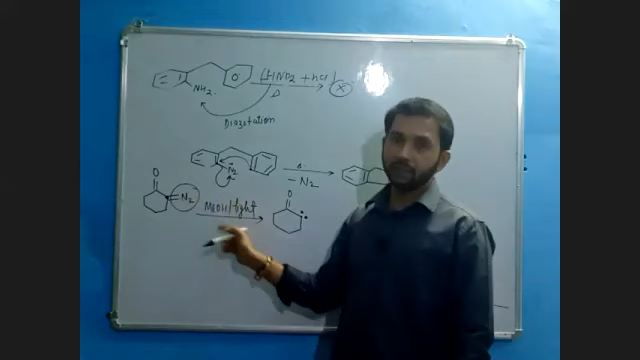 NH2. (HNO2 + HCl) X
Δ
Diazotation
N2
- N2
O O
= N2 MeOH/light :